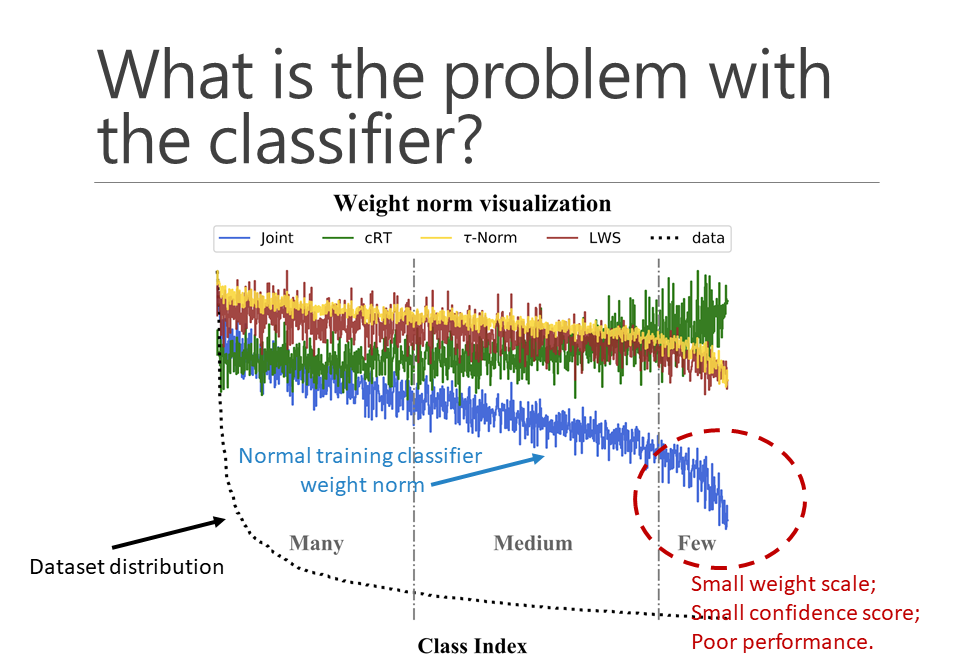 What is the problem with
the classifier?
Weight norm visualization
Joint cRT τ-Norm LWS data
Normal training classifier
weight norm
Many Medium Few
Dataset distribution
Small weight scale;
Small confidence score;
Poor performance.
Class Index